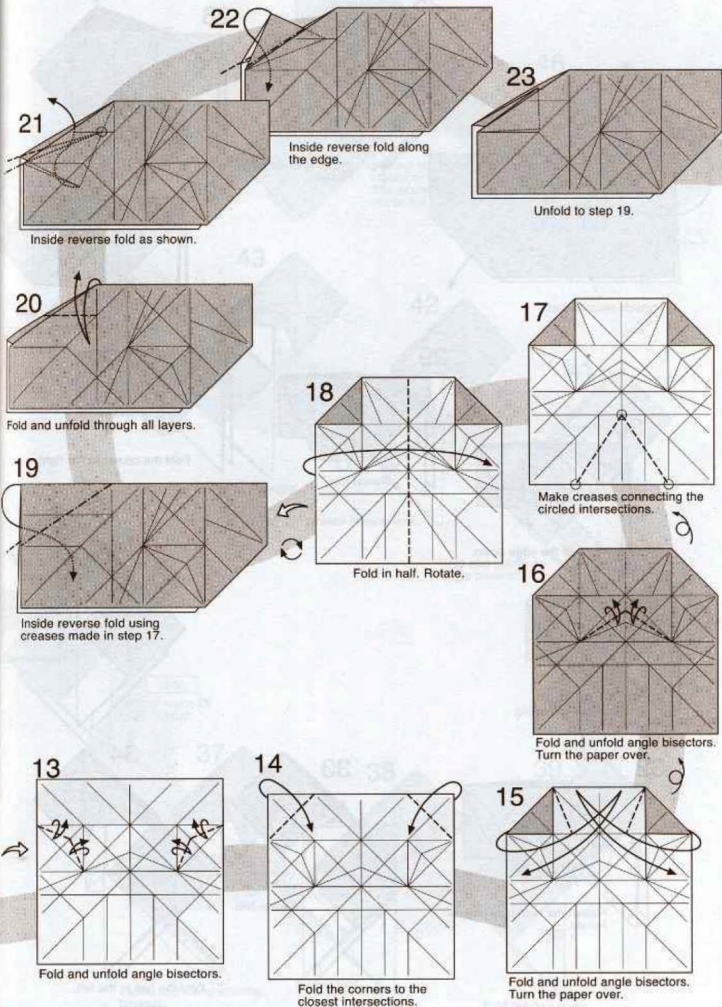 13
Fold and unfold angle bisectors.
14
Fold the corners to the
closest intersections.
15
Fold and unfold angle bisectors.
Turn the paper over.
16
Fold and unfold angle bisectors.
Turn the paper over.
17
Make creases connecting the
circled intersections.
18
Fold in half. Rotate.
19
Inside reverse fold using
creases made in step 17.
20
Fold and unfold through all layers.
21
Inside reverse fold as shown.
22
Inside reverse fold along
the edge.
23
Unfold to step 19.